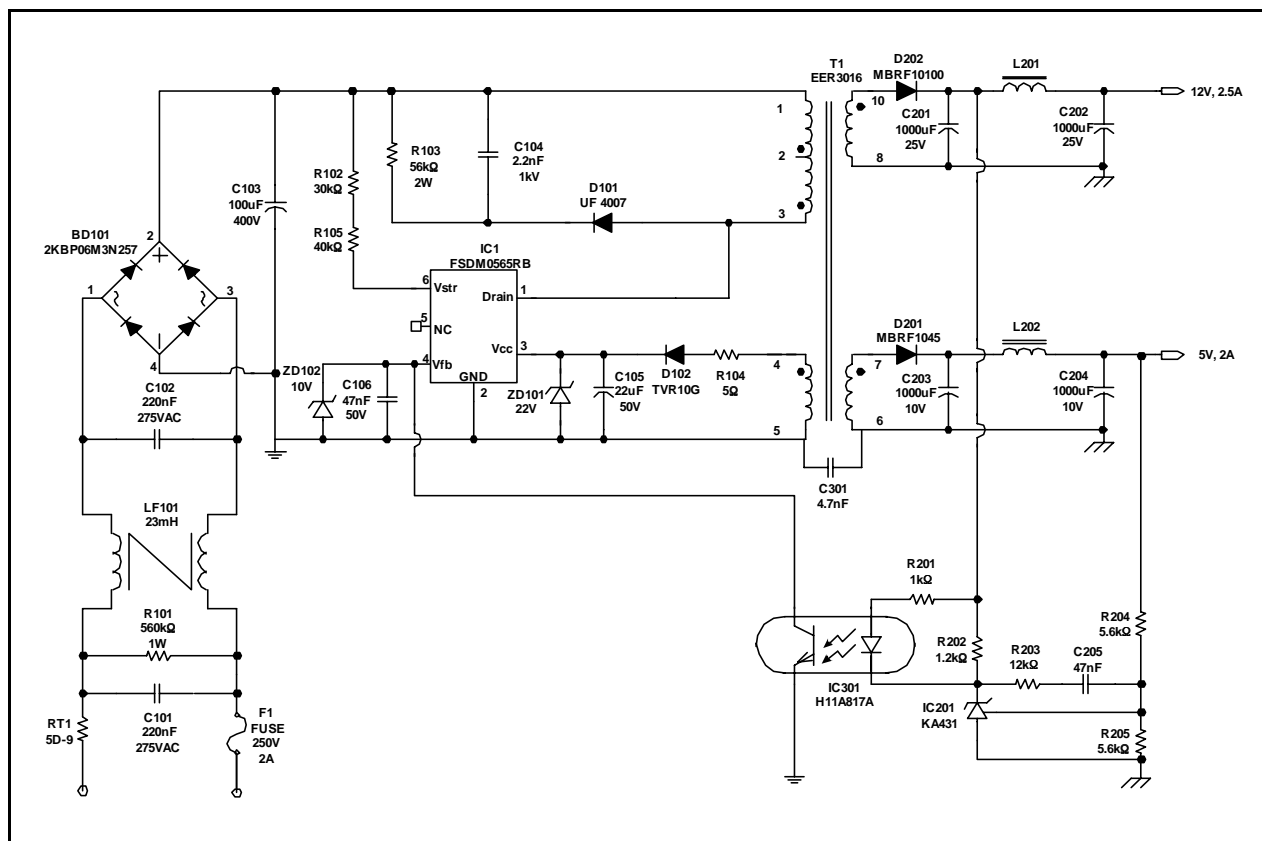 T1
EER3016
D202
MBRF10100
L201
12V, 2.5A
1
10
C201
1000uF
25V
C202
1000uF
25V
R103
56kΩ
2W
C104
2.2nF
1kV
R102
30kΩ
2
8
C103
100uF
400V
D101
UF 4007
3
BD101
2KBP06M3N257
2
R105
40kΩ
IC1
FSDM0565RB
1
3
4
6
Vstr
Drain
1
5
NC
Vcc
3
4
Vfb
GND
2
D201
MBRF1045
L202
5V, 2A
ZD102
10V
C106
47nF
50V
ZD101
22V
C105
22uF
50V
D102
TVR10G
R104
5Ω
4
7
C203
1000uF
10V
C204
1000uF
10V
C102
220nF
275VAC
5
6
C301
4.7nF
LF101
23mH
R101
560kΩ
1W
R201
1kΩ
R204
5.6kΩ
R202
1.2kΩ
R203
12kΩ
C205
47nF
IC301
H11A817A
IC201
KA431
R205
5.6kΩ
RT1
5D-9
C101
220nF
275VAC
F1
FUSE
250V
2A